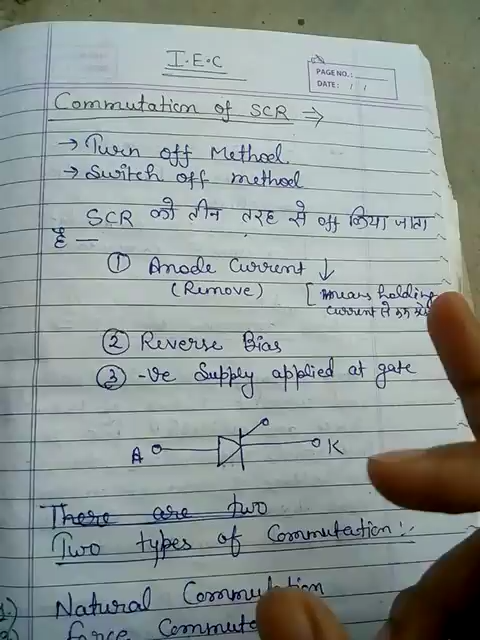 I.E.C
PAGE NO. :
DATE: / /
Commutation of SCR ⇒
→ Turn off Method.
→ Switch off method
SCR को तीन तरह से off किया जाता
है —
① Anode Current ↓
(Remove) [means holding
current से कम
② Reverse Bias
③ -ve Supply applied at gate
A K
There are two
Two types of Commutation:-
1.) Natural Commutation
force Commuta